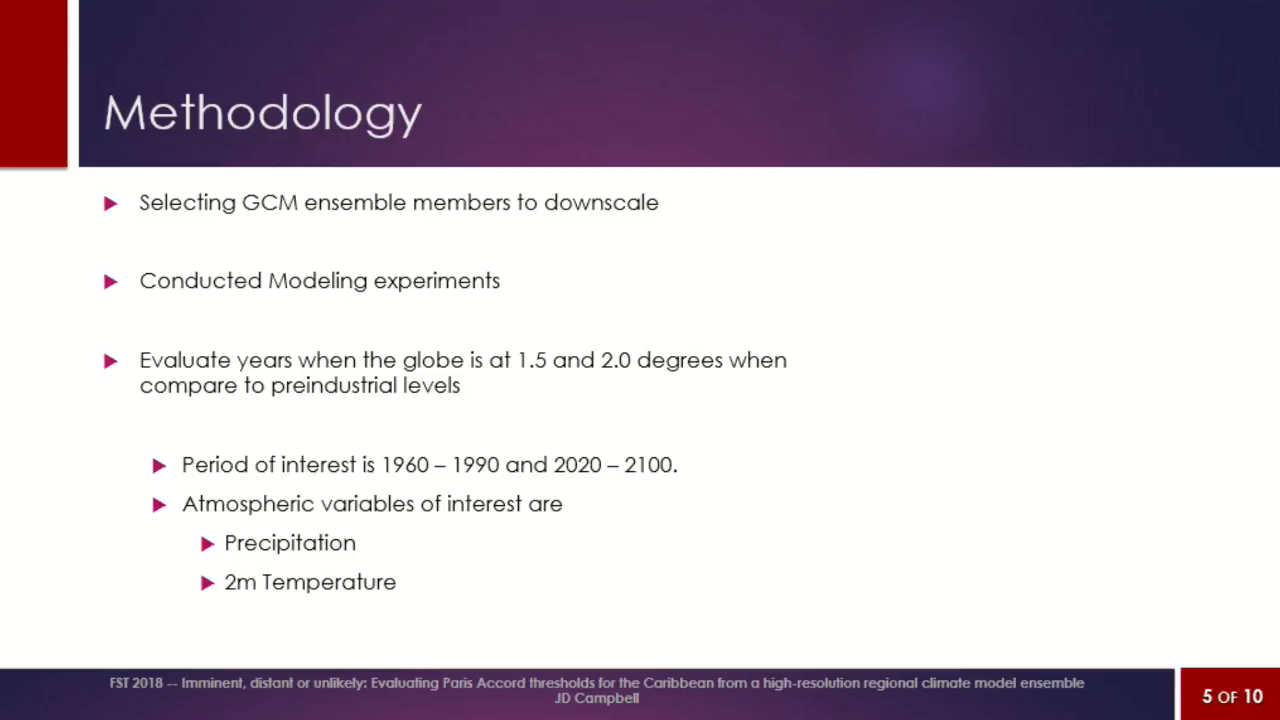 Methodology
Selecting GCM ensemble members to downscale
Conducted Modeling experiments
Evaluate years when the globe is at 1.5 and 2.0 degrees when
compare to preindustrial levels
Period of interest is 1960 – 1990 and 2020 – 2100.
Atmospheric variables of interest are
Precipitation
2m Temperature
FST 2018 -- Imminent, distant or unlikely: Evaluating Paris Accord thresholds for the Caribbean from a high-resolution regional climate model ensemble
JD Campbell
5 OF 10